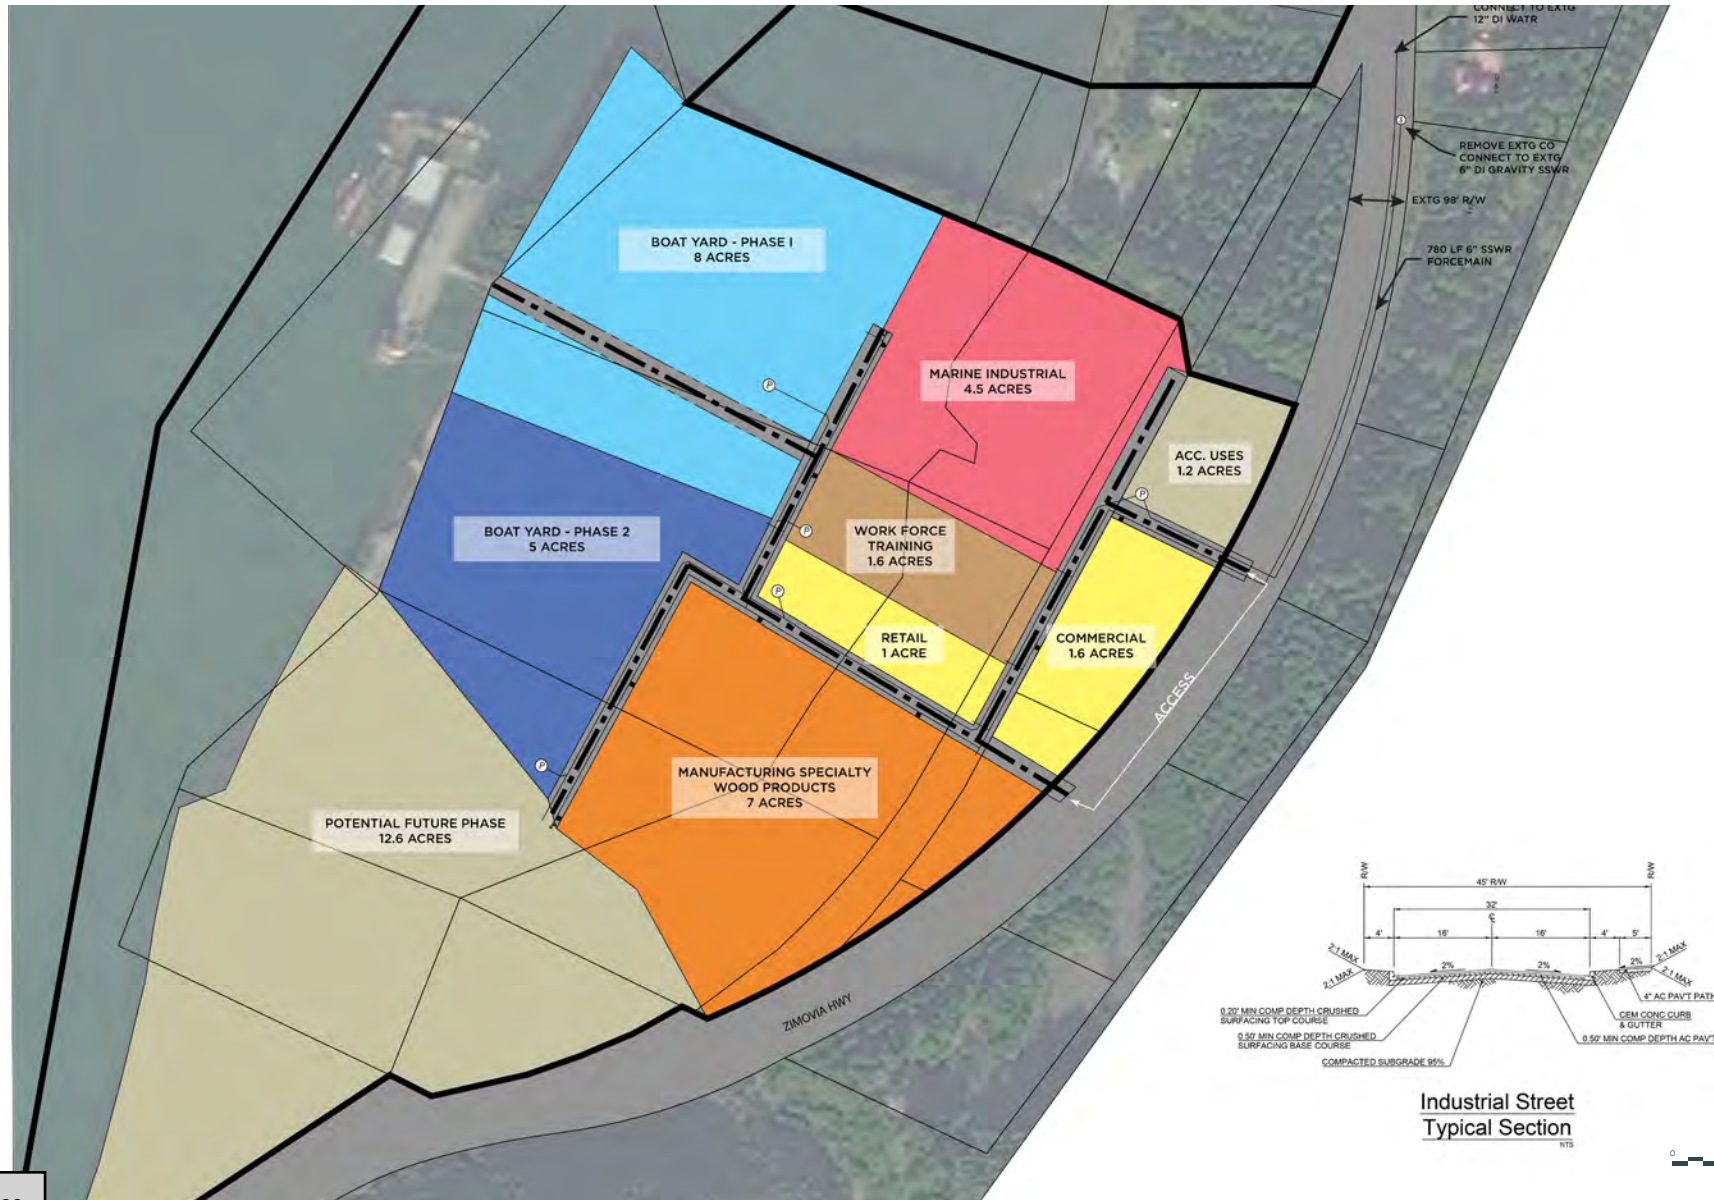 CONNECT TO EXTG
12" DI WATR
REMOVE EXTG CO
CONNECT TO EXTG
6" DI GRAVITY SSWR
EXTG 98' R/W
780 LF 6" SSWR
FORCEMAIN
BOAT YARD - PHASE I
8 ACRES
MARINE INDUSTRIAL
4.5 ACRES
P
ACC. USES
1.2 ACRES
P
BOAT YARD - PHASE 2
5 ACRES
P
WORK FORCE
TRAINING
1.6 ACRES
P
RETAIL
1 ACRE
COMMERCIAL
1.6 ACRES
ACCESS
P
MANUFACTURING SPECIALTY
WOOD PRODUCTS
7 ACRES
POTENTIAL FUTURE PHASE
12.6 ACRES
ZIMOVIA HWY
R/W
R/W
45' R/W
32'
4'
16'
16'
4'
5'
2:1 MAX
2:1 MAX
2%
2%
2%
2:1 MAX
2:1 MAX
4" AC PAV'T PATH
0.20' MIN COMP DEPTH CRUSHED
SURFACING TOP COURSE
CEM CONC CURB
& GUTTER
0.50' MIN COMP DEPTH CRUSHED
SURFACING BASE COURSE
0.50' MIN COMP DEPTH AC PAV'T
COMPACTED SUBGRADE 95%
Industrial Street
Typical Section
NTS
0